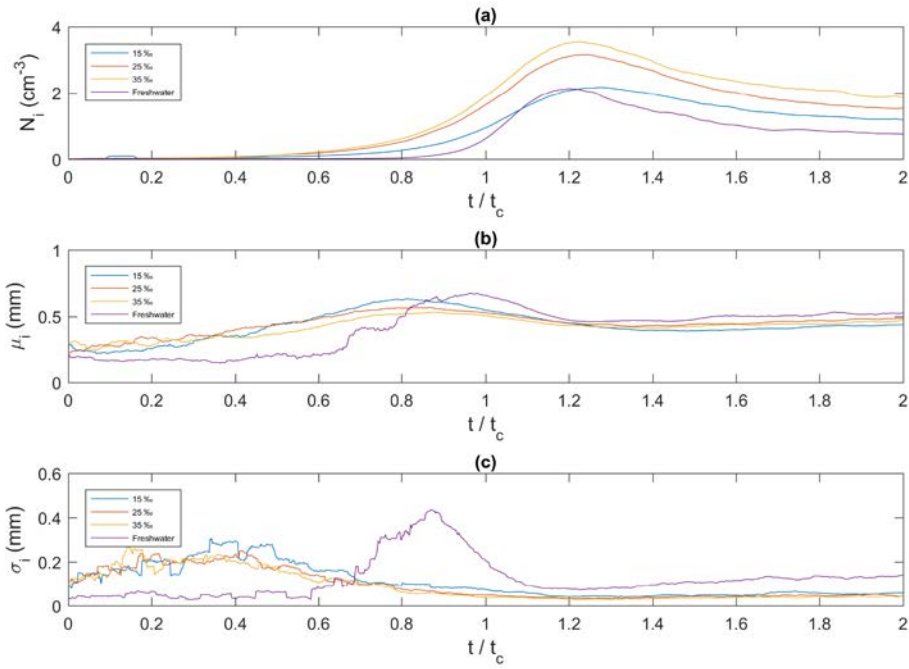 (a)
4
2
0
N_i (cm^-3)
15 ‰
25 ‰
35 ‰
Freshwater
0 0.2 0.4 0.6 0.8 1 1.2 1.4 1.6 1.8 2
t / t_c
(b)
1
0.5
0
μ_i (mm)
15 ‰
25 ‰
35 ‰
Freshwater
0 0.2 0.4 0.6 0.8 1 1.2 1.4 1.6 1.8 2
t / t_c
(c)
0.6
0.4
0.2
0
σ_i (mm)
15 ‰
25 ‰
35 ‰
Freshwater
0 0.2 0.4 0.6 0.8 1 1.2 1.4 1.6 1.8 2
t / t_c